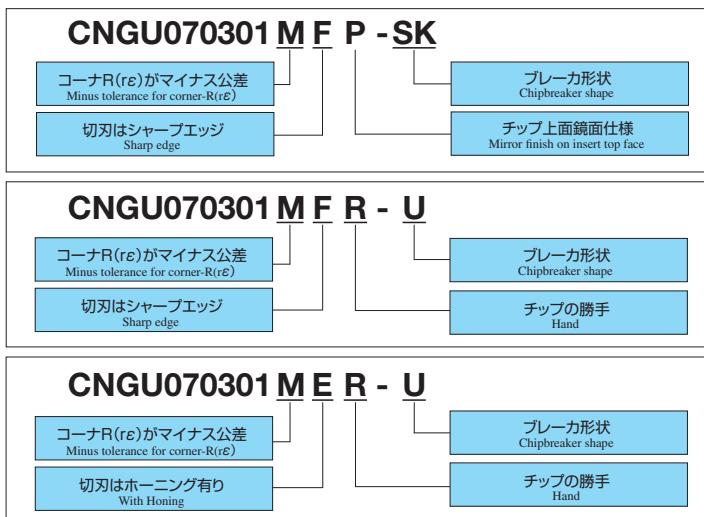 CNGU070301 M F P - SK
コーナR(rε)がマイナス公差
Minus tolerance for corner-R(rε)
ブレーカ形状
Chipbreaker shape
切刃はシャープエッジ
Sharp edge
チップ上面鏡面仕様
Mirror finish on insert top face
CNGU070301 M F R - U
コーナR(rε)がマイナス公差
Minus tolerance for corner-R(rε)
ブレーカ形状
Chipbreaker shape
切刃はシャープエッジ
Sharp edge
チップの勝手
Hand
CNGU070301 M E R - U
コーナR(rε)がマイナス公差
Minus tolerance for corner-R(rε)
ブレーカ形状
Chipbreaker shape
切刃はホーニング有り
With Honing
チップの勝手
Hand